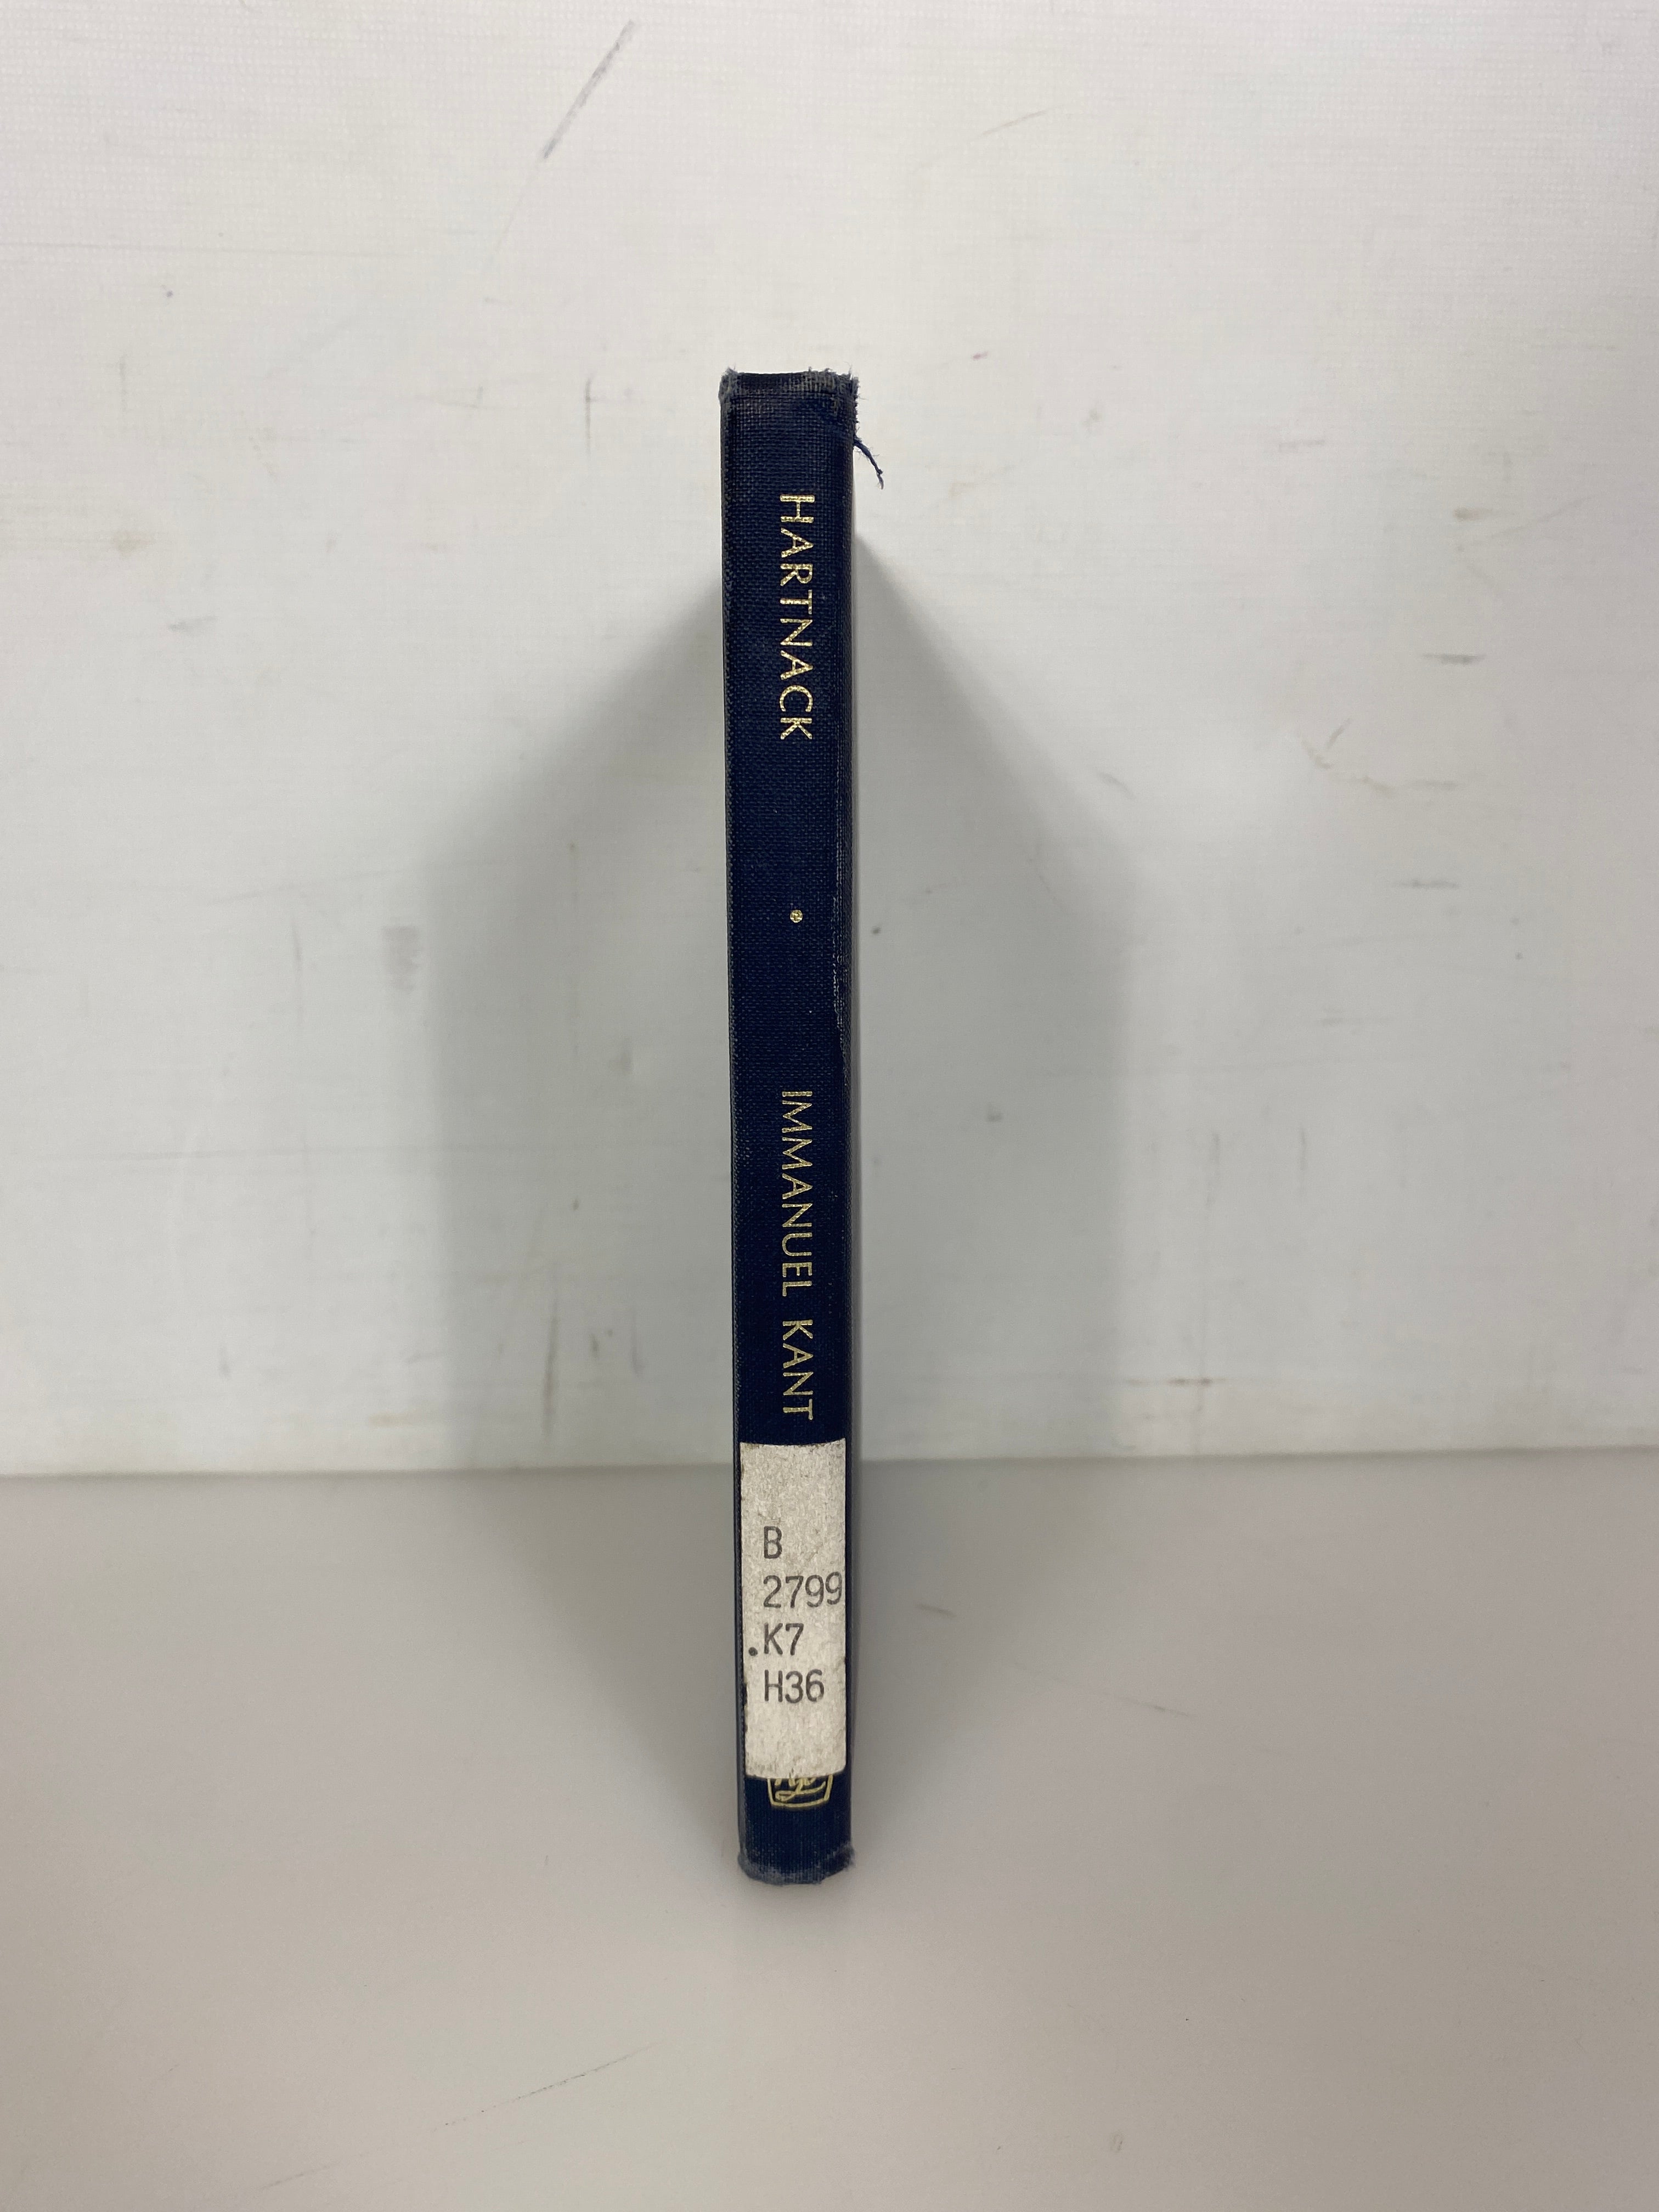 HARTNACK • IMMANUEL KANT
B
2799
.K7
H36